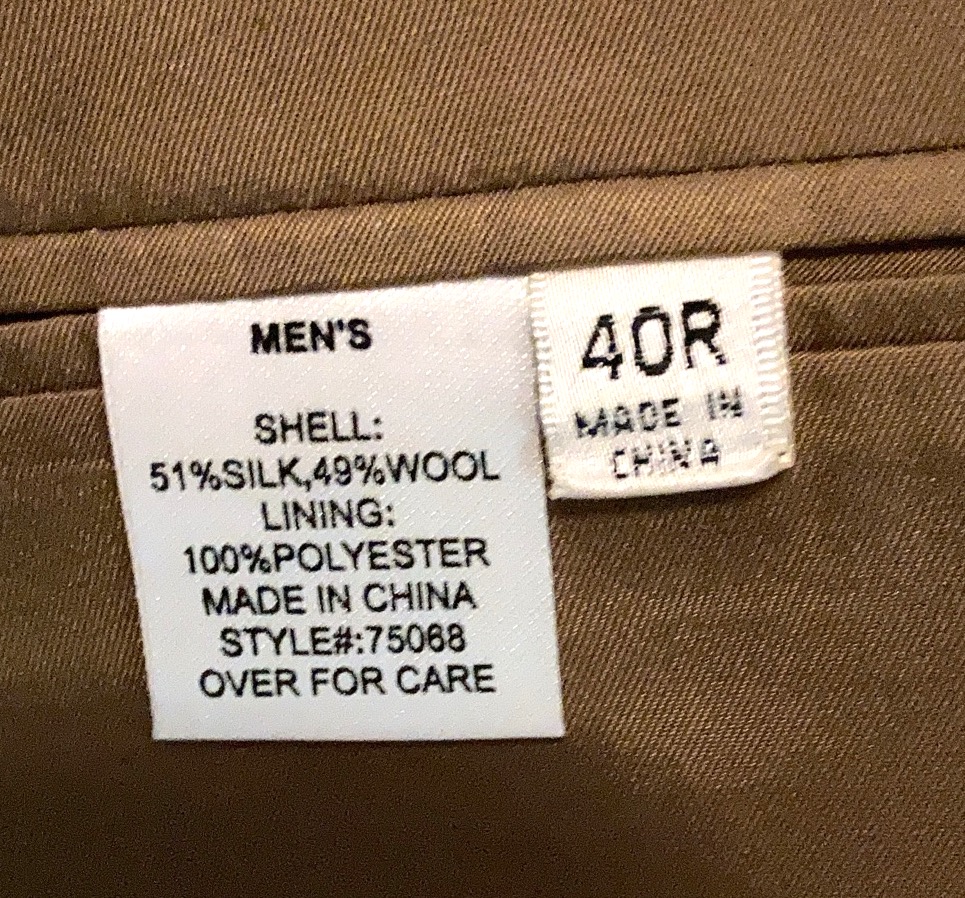 MEN'S
SHELL:
51%SILK,49%WOOL
LINING:
100%POLYESTER
MADE IN CHINA
STYLE#:75068
OVER FOR CARE
40R
MADE IN
CHINA